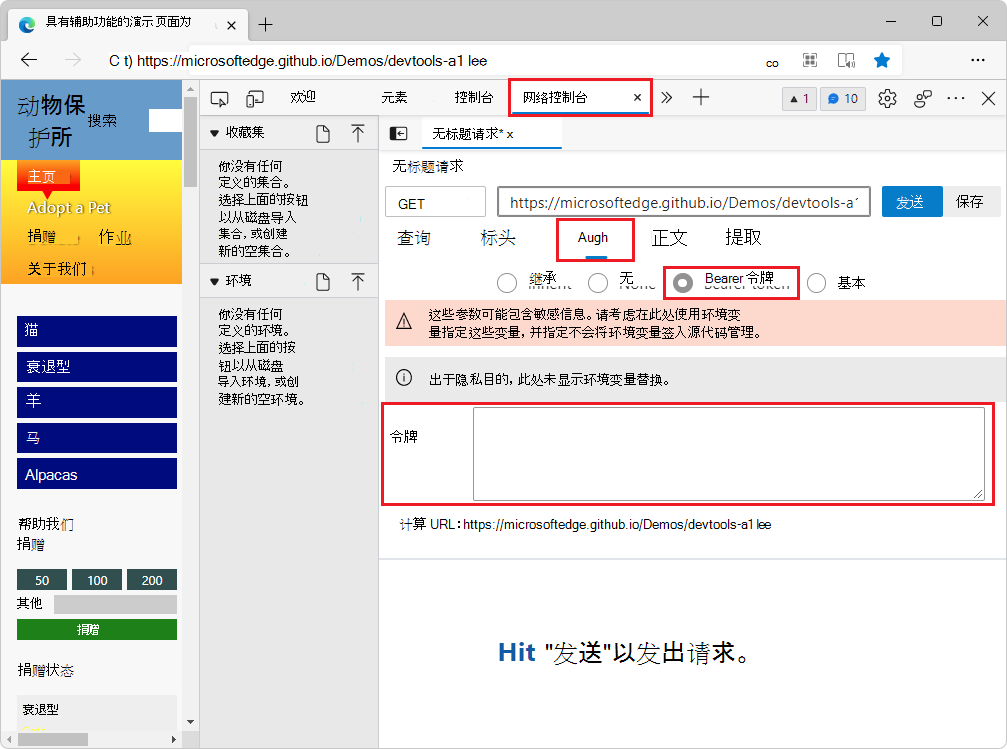 具有辅助功能的演示页面为
C t) https://microsoftedge.github.io/Demos/devtools-a1 lee
动物保
护所
搜索
主页
Adopt a Pet
捐赠
作业
关于我们
猫
衰退型
羊
马
Alpacas
帮助我们
捐赠
50 100 200
其他
捐赠
捐赠状态
衰退型
欢迎 元素 控制台 网络控制台
1 10
收藏集
你没有任何
定义的集合。
选择上面的按钮
以从磁盘导入
集合, 或创建
新的空集合。
环境
你没有任何
定义的环境。
选择上面的按
钮以从磁盘
导入环境, 或创
建新的空环境。
无标题请求* x
无标题请求
GET https://microsoftedge.github.io/Demos/devtools-a1 发送 保存
查询 标头 Augh 正文 提取
继承 无 Bearer 令牌 基本
这些参数可能包含敏感信息。请考虑在此处使用环境变
量指定这些变量, 并指定不会将环境变量签入源代码管理。
出于隐私目的, 此处未显示环境变量替换。
令牌
计算 URL: https://microsoftedge.github.io/Demos/devtools-a1 lee
Hit "发送"以发出请求。